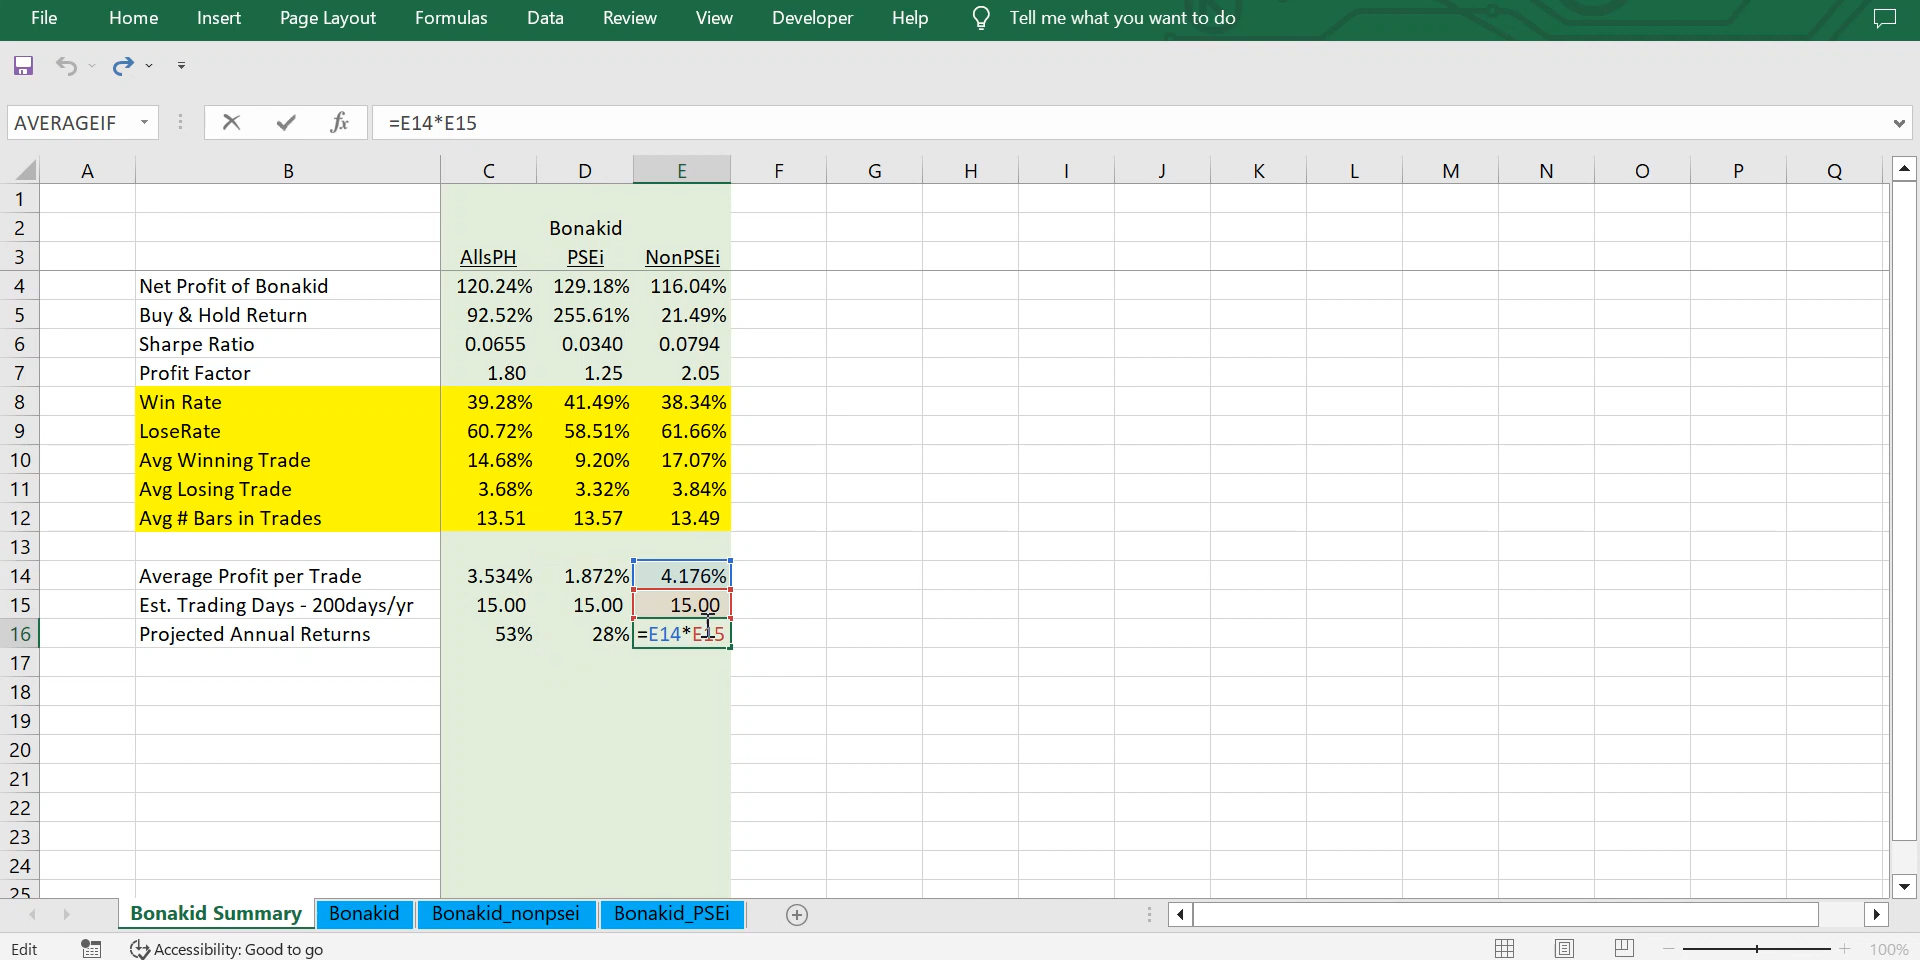 File Home Insert Page Layout Formulas Data Review View Developer Help Tell me what you want to do
AVERAGEIF fx =E14*E15
A B C D E F G H I J K L M N O P Q
1
2 Bonakid
3 AllsPH PSEi NonPSEi
4 Net Profit of Bonakid 120.24% 129.18% 116.04%
5 Buy & Hold Return 92.52% 255.61% 21.49%
6 Sharpe Ratio 0.0655 0.0340 0.0794
7 Profit Factor 1.80 1.25 2.05
8 Win Rate 39.28% 41.49% 38.34%
9 LoseRate 60.72% 58.51% 61.66%
10 Avg Winning Trade 14.68% 9.20% 17.07%
11 Avg Losing Trade 3.68% 3.32% 3.84%
12 Avg # Bars in Trades 13.51 13.57 13.49
13
14 Average Profit per Trade 3.534% 1.872% 4.176%
15 Est. Trading Days - 200days/yr 15.00 15.00 15.00
16 Projected Annual Returns 53% 28% =E14*E15
17
18
19
20
21
22
23
24
25
Bonakid Summary Bonakid Bonakid_nonpsei Bonakid_PSEi
Edit Accessibility: Good to go 100%